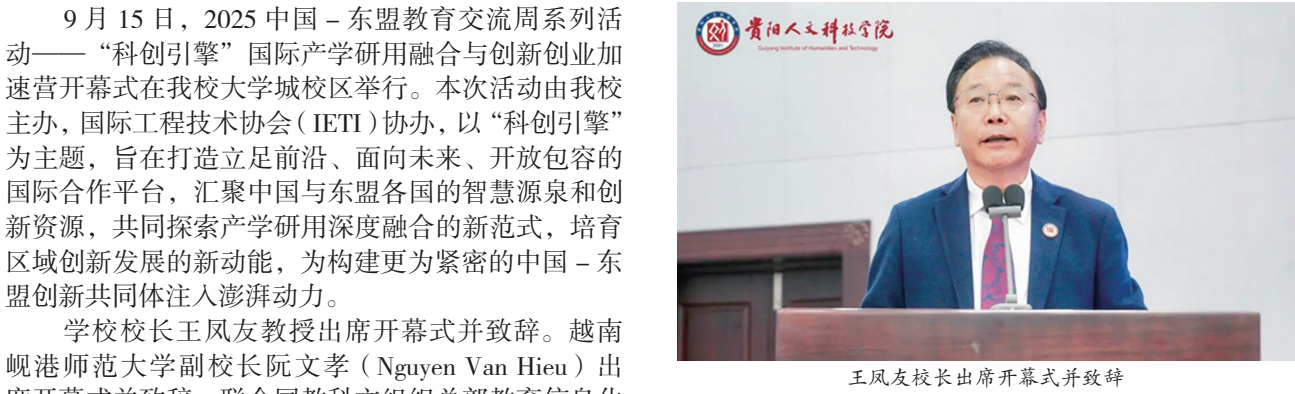 9 月 15 日，2025 中国－东盟教育交流周系列活
动——“科创引擎”国际产学研用融合与创新创业加
速营开幕式在我校大学城校区举行。本次活动由我校
主办，国际工程技术协会（IETI）协办，以“科创引擎”
为主题，旨在打造立足前沿、面向未来、开放包容的
国际合作平台，汇聚中国与东盟各国的智慧源泉和创
新资源，共同探索产学研用深度融合的新范式，培育
区域创新发展的新动能，为构建更为紧密的中国－东
盟创新共同体注入澎湃动力。
学校校长王凤友教授出席开幕式并致辞。越南
岘港师范大学副校长阮文孝（Nguyen Van Hieu）出
贵阳人文科技学院
Guiyang Institute of Humanities and Technology
2001
王凤友校长出席开幕式并致辞